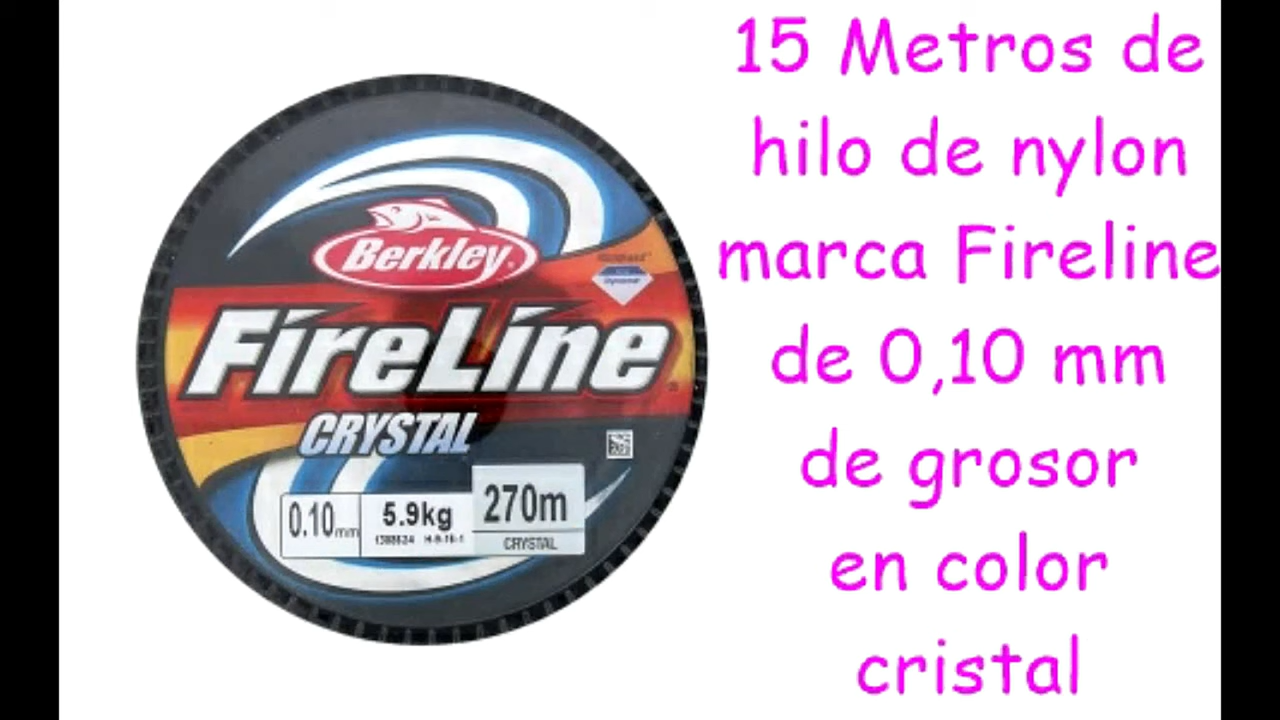 15 Metros de
hilo de nylon
marca Fireline
de 0,10 mm
de grosor
en color
cristal
Berkley
FireLine
CRYSTAL
0.10mm
5.9kg
270m
CRYSTAL